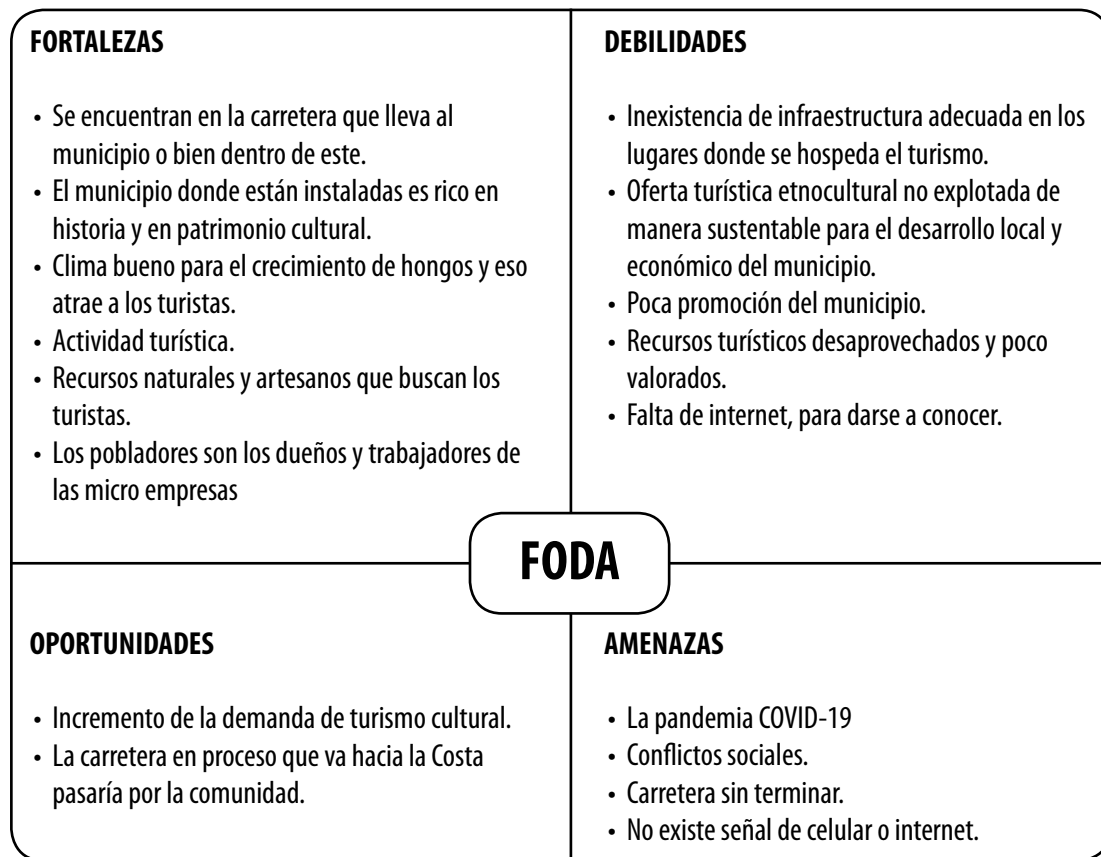 FORTALEZAS
• Se encuentran en la carretera que lleva al
municipio o bien dentro de este.
• El municipio donde están instaladas es rico en
historia y en patrimonio cultural.
• Clima bueno para el crecimiento de hongos y eso
atrae a los turistas.
• Actividad turística.
• Recursos naturales y artesanos que buscan los
turistas.
• Los pobladores son los dueños y trabajadores de
las micro empresas
DEBILIDADES
• Inexistencia de infraestructura adecuada en los
lugares donde se hospeda el turismo.
• Oferta turística etnocultural no explotada de
manera sustentable para el desarrollo local y
económico del municipio.
• Poca promoción del municipio.
• Recursos turísticos desaprovechados y poco
valorados.
• Falta de internet, para darse a conocer.
FODA
OPORTUNIDADES
• Incremento de la demanda de turismo cultural.
• La carretera en proceso que va hacia la Costa
pasaría por la comunidad.
AMENAZAS
• La pandemia COVID-19
• Conflictos sociales.
• Carretera sin terminar.
• No existe señal de celular o internet.